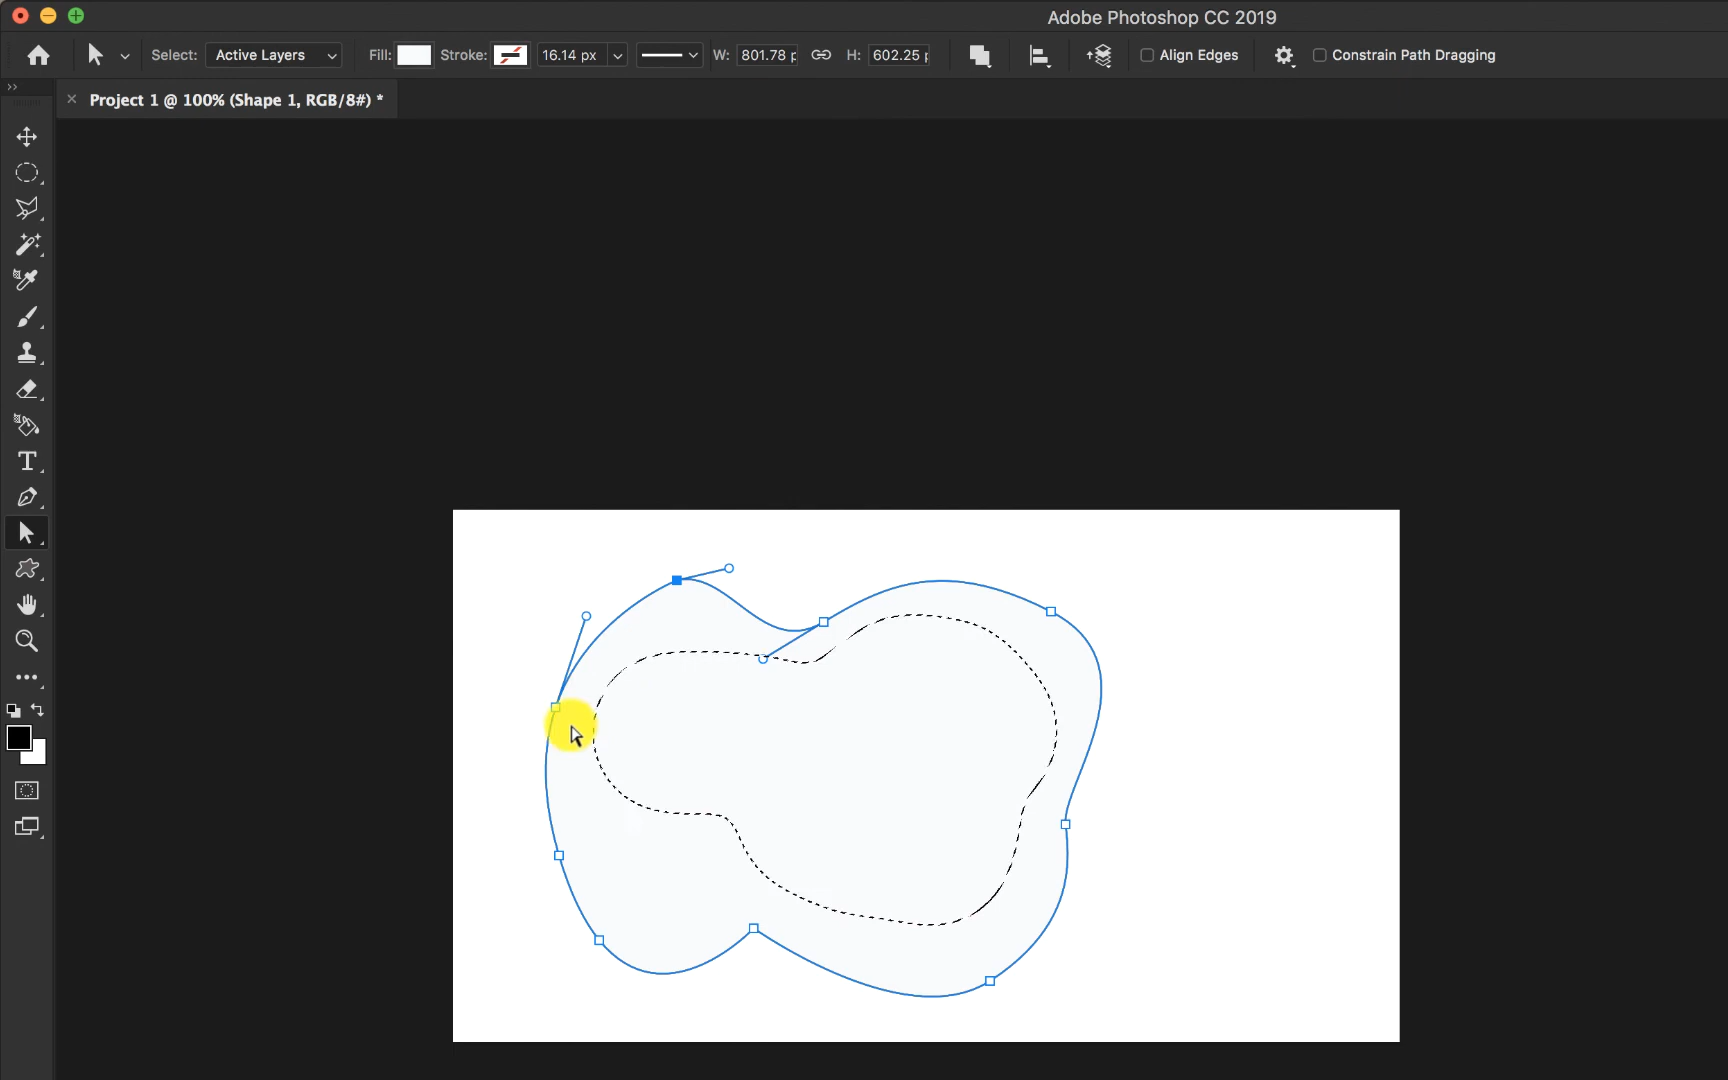 Adobe Photoshop CC 2019
Select: Active Layers Fill: Stroke: 16.14 px W: 801.78 p H: 602.25 p Align Edges Constrain Path Dragging
Project 1 @ 100% (Shape 1, RGB/8#) *
T